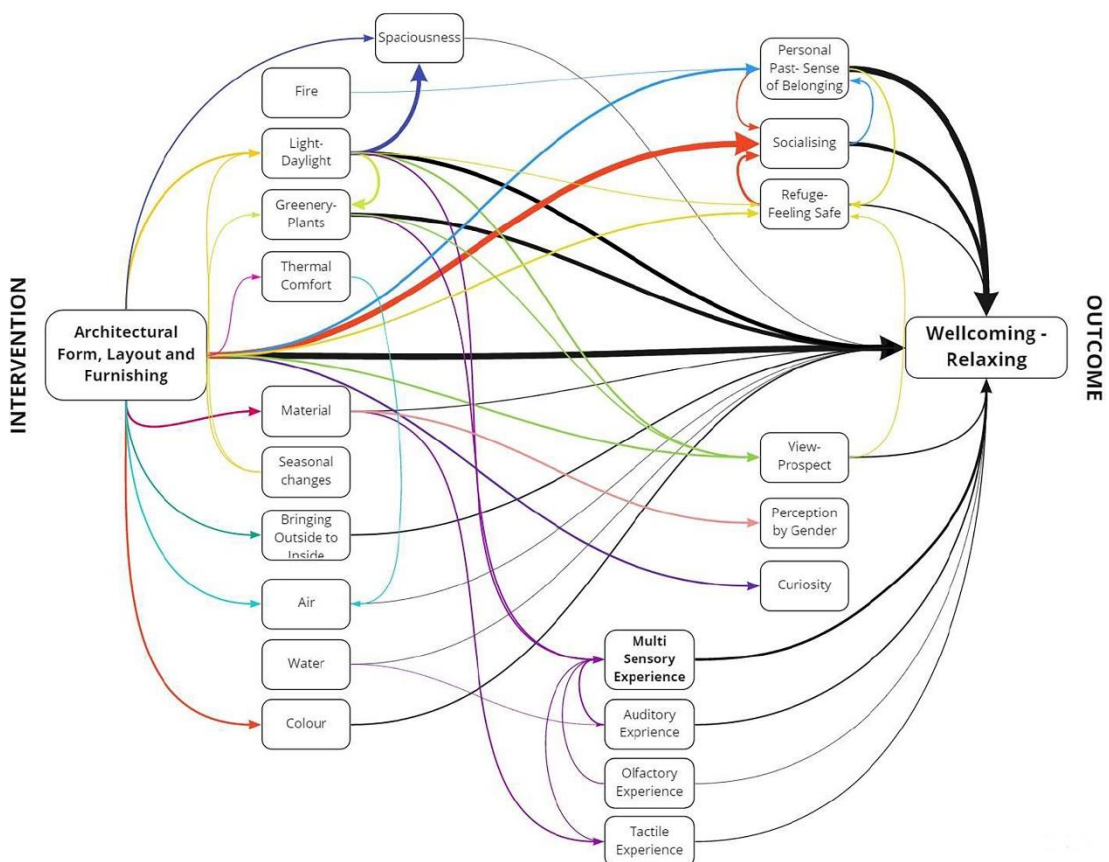 Spaciousness
Fire
Light-
Daylight
Greenery-
Plants
Thermal
Comfort
INTERVENTION
Architectural
Form, Layout and
Furnishing
Material
Seasonal
changes
Bringing
Outside to
Inside
Air
Water
Colour
Personal
Past- Sense
of Belonging
Socialising
Refuge-
Feeling Safe
Wellcoming -
Relaxing
OUTCOME
View-
Prospect
Perception
by Gender
Curiosity
Multi
Sensory
Experience
Auditory
Exprience
Olfactory
Experience
Tactile
Experience